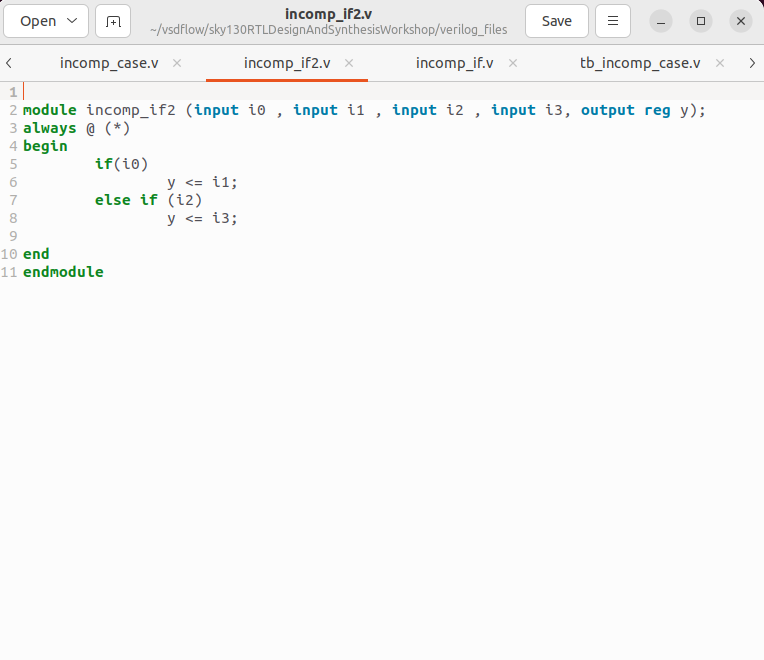 Open
incomp_if2.v
~/vsdflow/sky130RTLDesignAndSynthesisWorkshop/verilog_files
Save
incomp_case.v
incomp_if2.v
incomp_if.v
tb_incomp_case.v
1
2 module incomp_if2 (input i0 , input i1 , input i2 , input i3, output reg y);
3 always @ (*)
4 begin
5         if(i0)
6                 y <= i1;
7         else if (i2)
8                 y <= i3;
9
10 end
11 endmodule